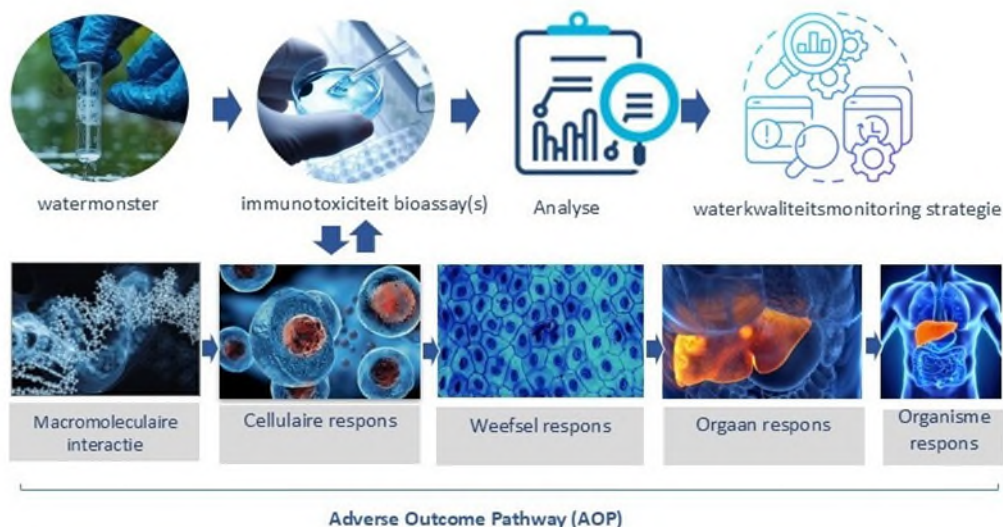 watermonster
immunotoxiciteit bioassay(s)
Analyse
waterkwaliteitsmonitoring strategie
Macromoleculaire
interactie
Cellulaire respons
Weefsel respons
Orgaan respons
Organisme
respons
Adverse Outcome Pathway (AOP)